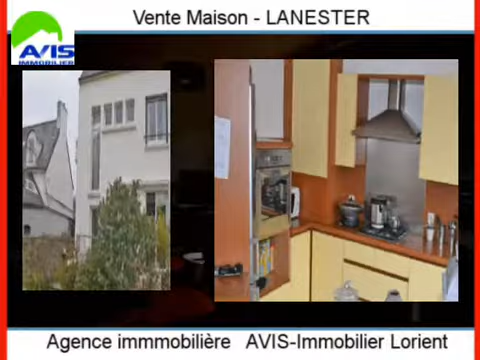 Vente Maison - LANESTER
AVIS
IMMOBILIER
Agence immmobilière AVIS-Immobilier Lorient